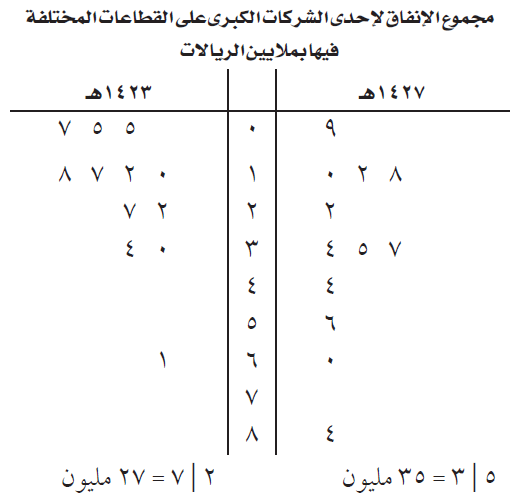 مجموع الإنفاق لإحدى الشركات الكبرى على القطاعات المختلفة
فيها بملايين الريالات
١٤٢٧هـ ١٤٢٣هـ
٩ ٠ ٥ ٥ ٧
٨ ٢ ٠ ١ ٠ ٢ ٧ ٨
٢ ٢ ٢ ٧
٧ ٥ ٤ ٣ ٠ ٤
٤ ٤
٦ ٥
٠ ٦ ١
٧
٤ ٨
٥ | ٣ = ٣٥ مليون ٢ | ٧ = ٢٧ مليون